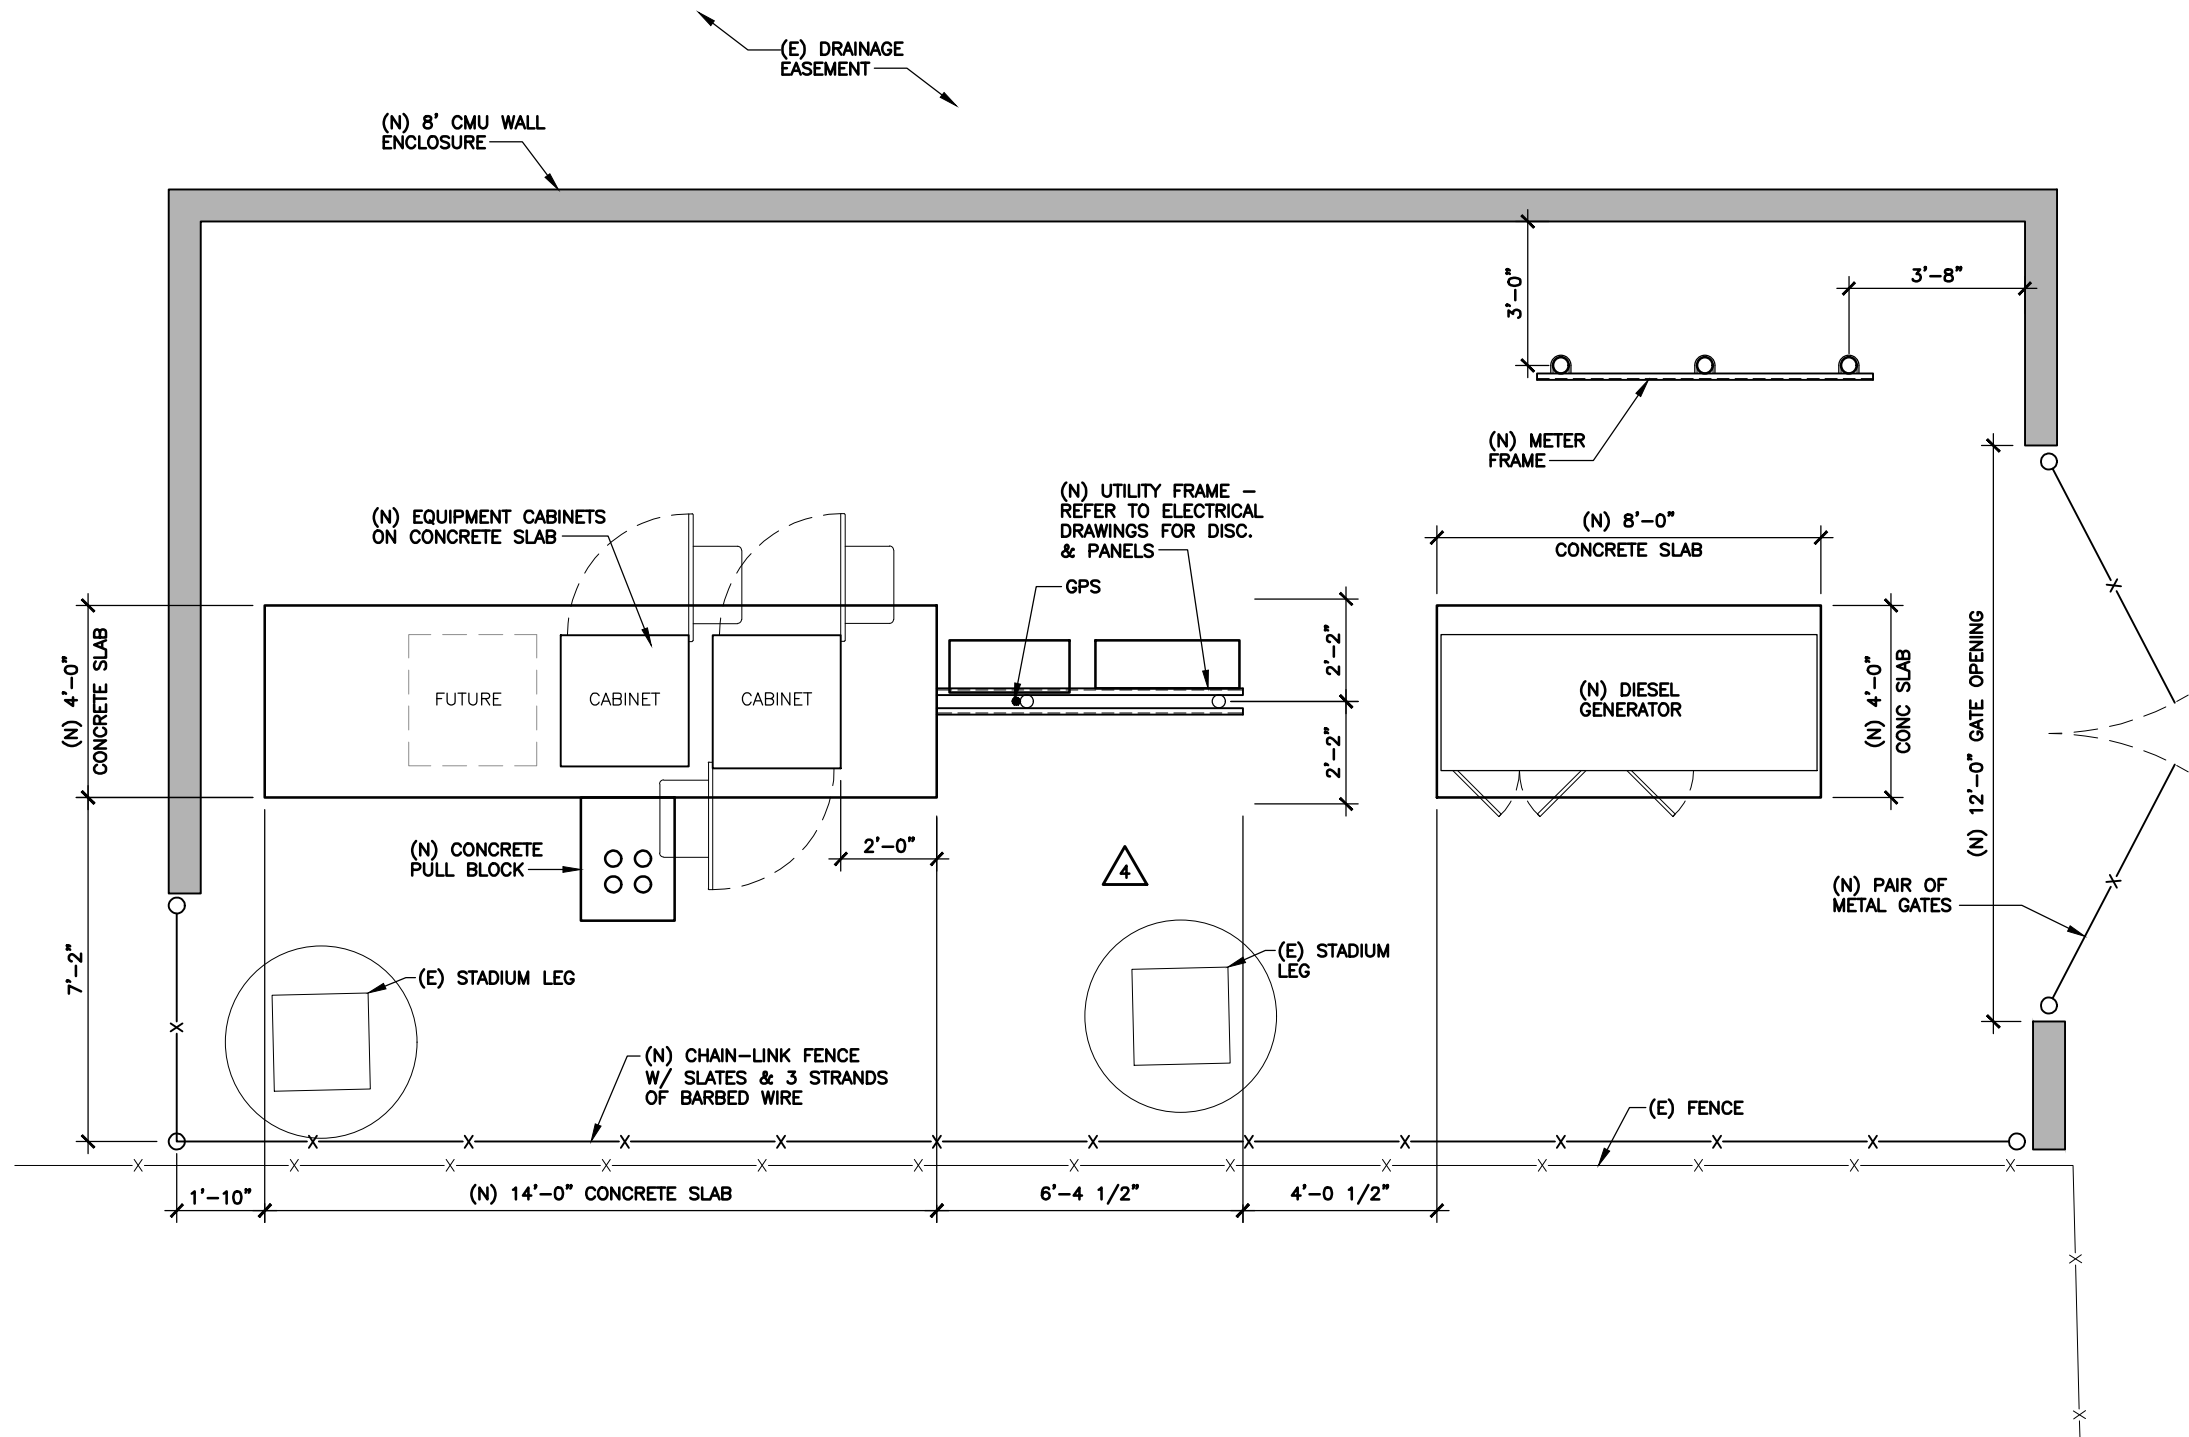 (E) DRAINAGE
EASEMENT
(N) 8' CMU WALL
ENCLOSURE
3'-0"
3'-8"
(N) METER
FRAME
(N) UTILITY FRAME -
REFER TO ELECTRICAL
DRAWINGS FOR DISC.
& PANELS
(N) EQUIPMENT CABINETS
ON CONCRETE SLAB
GPS
(N) 8'-0"
CONCRETE SLAB
(N) 4'-0"
CONCRETE SLAB
FUTURE
CABINET
CABINET
2'-2"
2'-2"
(N) DIESEL
GENERATOR
(N) 4'-0"
CONC SLAB
(N) 12'-0" GATE OPENING
X
X
(N) CONCRETE
PULL BLOCK
2'-0"
4
(N) PAIR OF
METAL GATES
7'-2"
X
(E) STADIUM LEG
(E) STADIUM
LEG
(N) CHAIN-LINK FENCE
W/ SLATES & 3 STRANDS
OF BARBED WIRE
(E) FENCE
X X X X X X X X X X X
X X X X X X X X X X X X X
1'-10"
(N) 14'-0" CONCRETE SLAB
6'-4 1/2"
4'-0 1/2"
X
X